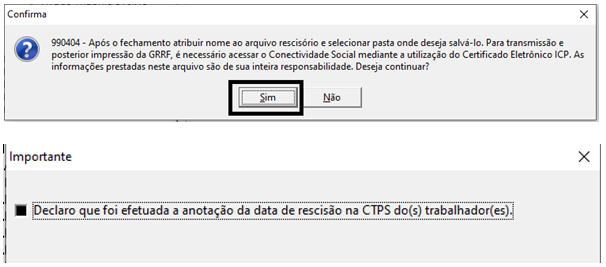 Confirma
990404 - Após o fechamento atribuir nome ao arquivo rescisório e selecionar pasta onde deseja salvá-lo. Para transmissão e
posterior impressão da GRRF, é necessário acessar o Conectividade Social mediante a utilização do Certificado Eletrônico ICP. As
informações prestadas neste arquivo são de sua inteira responsabilidade. Deseja continuar?
Sim
Não
Importante
Declaro que foi efetuada a anotação da data de rescisão na CTPS do(s) trabalhador(es).